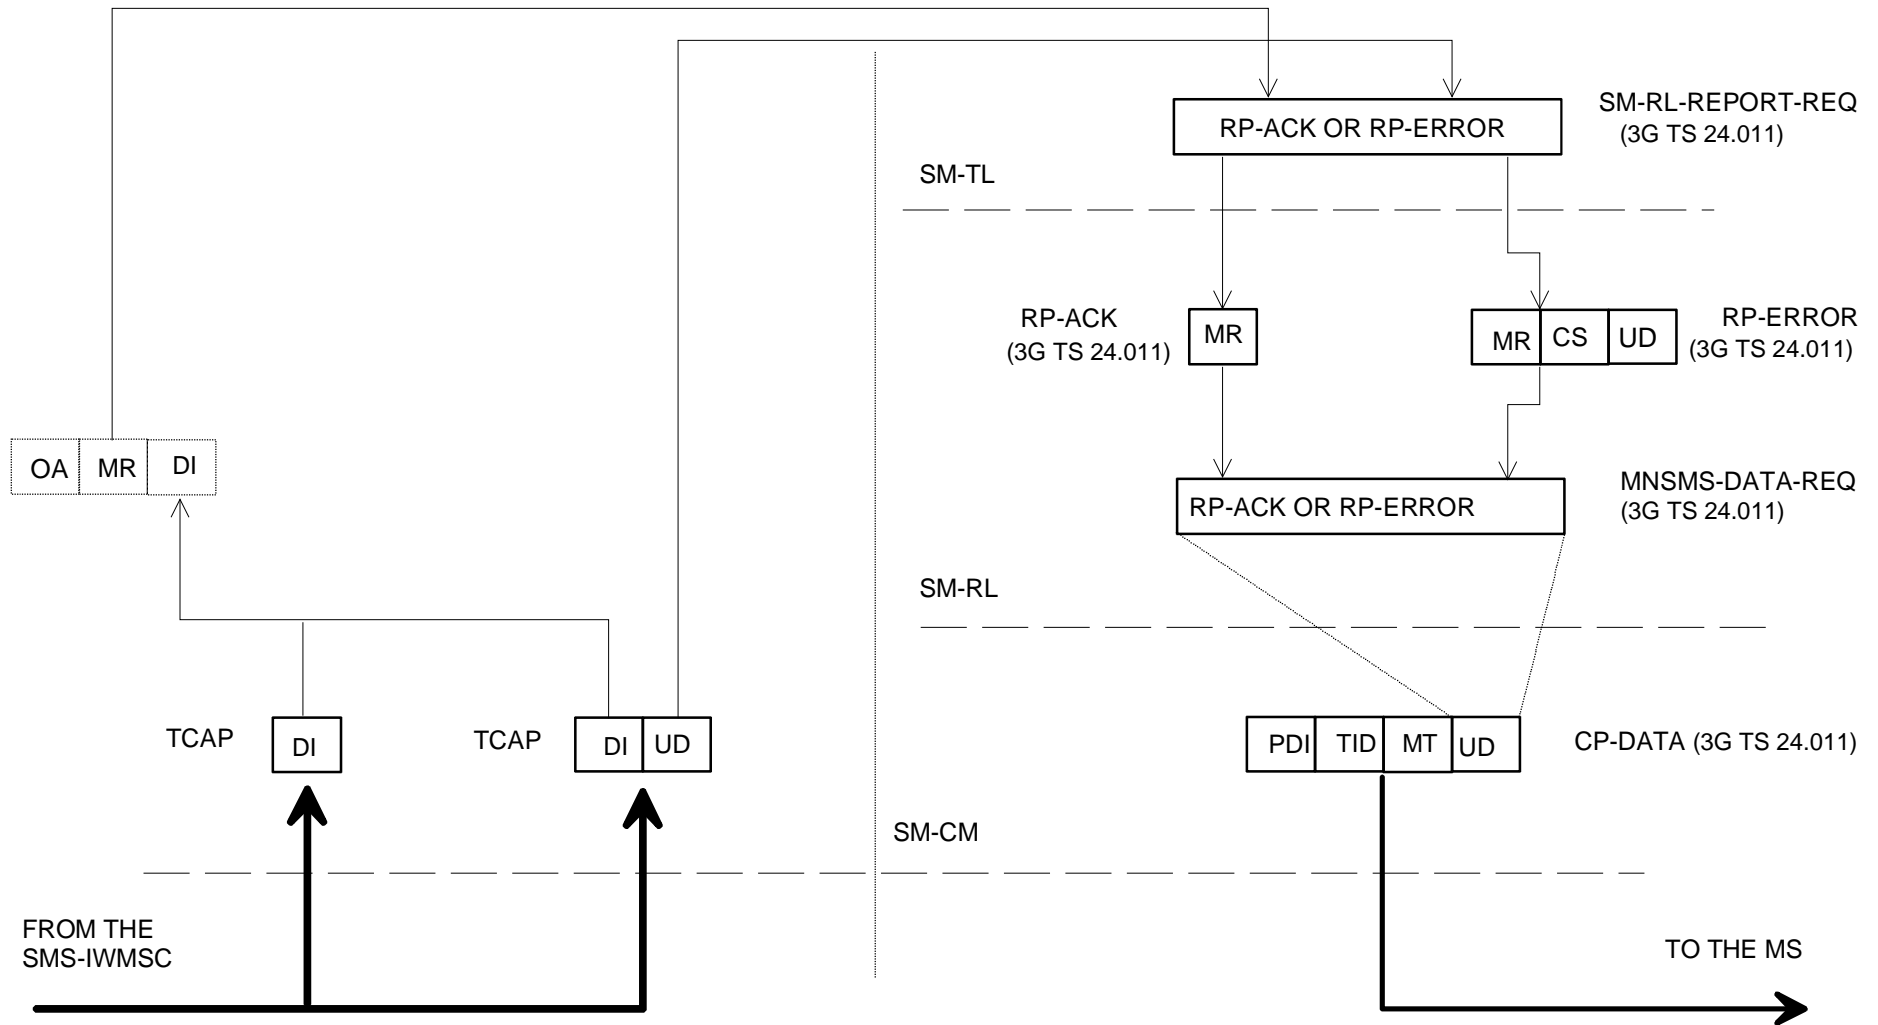 SM-RL-REPORT-REQ
RP-ACK OR RP-ERROR
(3G TS 24.011)
SM-TL
RP-ACK
(3G TS 24.011)
MR
MR CS UD
RP-ERROR
(3G TS 24.011)
OA MR DI
RP-ACK OR RP-ERROR
MNSMS-DATA-REQ
(3G TS 24.011)
SM-RL
TCAP
DI
TCAP
DI UD
PDI TID MT UD
CP-DATA (3G TS 24.011)
SM-CM
FROM THE
SMS-IWMSC
TO THE MS